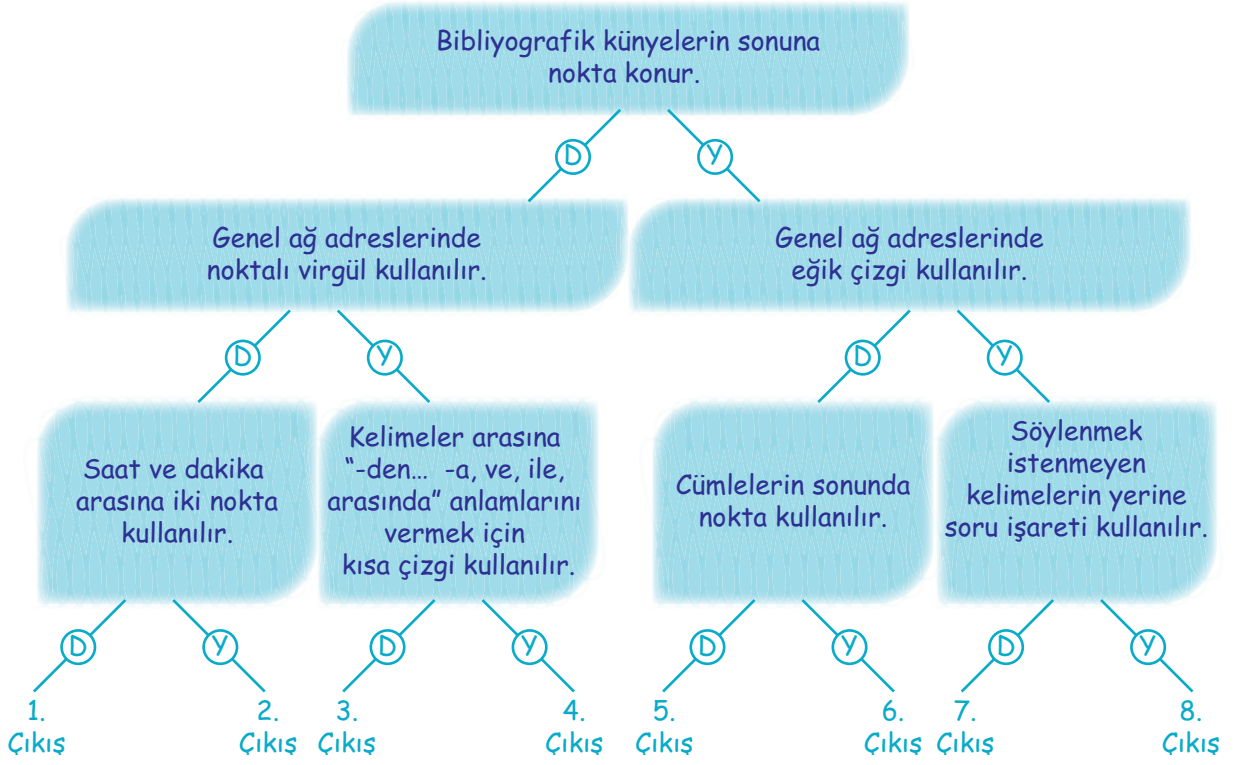 Bibliyografik künyelerin sonuna
nokta konur.
D
Y
Genel ağ adreslerinde
noktalı virgül kullanılır.
Genel ağ adreslerinde
eğik çizgi kullanılır.
D
Y
D
Y
Saat ve dakika
arasına iki nokta
kullanılır.
Kelimeler arasına
“-den... -a, ve, ile,
arasında” anlamlarını
vermek için
kısa çizgi kullanılır.
Cümlelerin sonunda
nokta kullanılır.
Söylenmek
istenmeyen
kelimelerin yerine
soru işareti kullanılır.
D
Y
D
Y
D
Y
D
Y
1.
Çıkış
2.
Çıkış
3.
Çıkış
4.
Çıkış
5.
Çıkış
6.
Çıkış
7.
Çıkış
8.
Çıkış